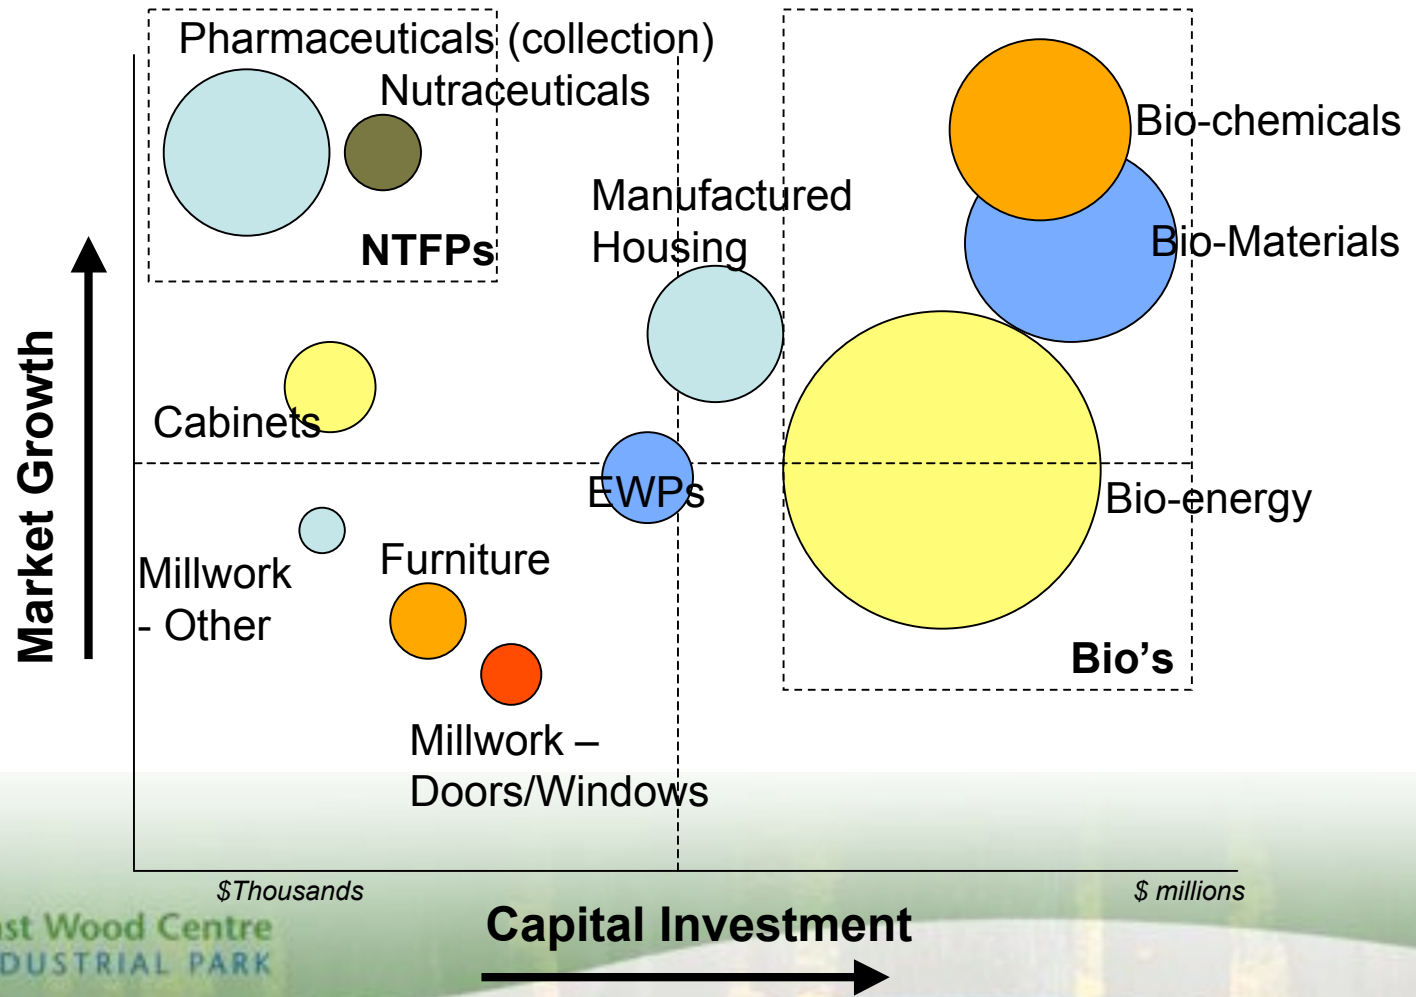 Pharmaceuticals (collection)
Nutraceuticals
NTFPs
Bio-chemicals
Manufactured
Housing
Bio-Materials
Market Growth
Cabinets
EWPs
Bio-energy
Millwork
- Other
Furniture
Bio's
Millwork –
Doors/Windows
$Thousands
$ millions
Capital Investment
st Wood Centre
DUSTRIAL PARK